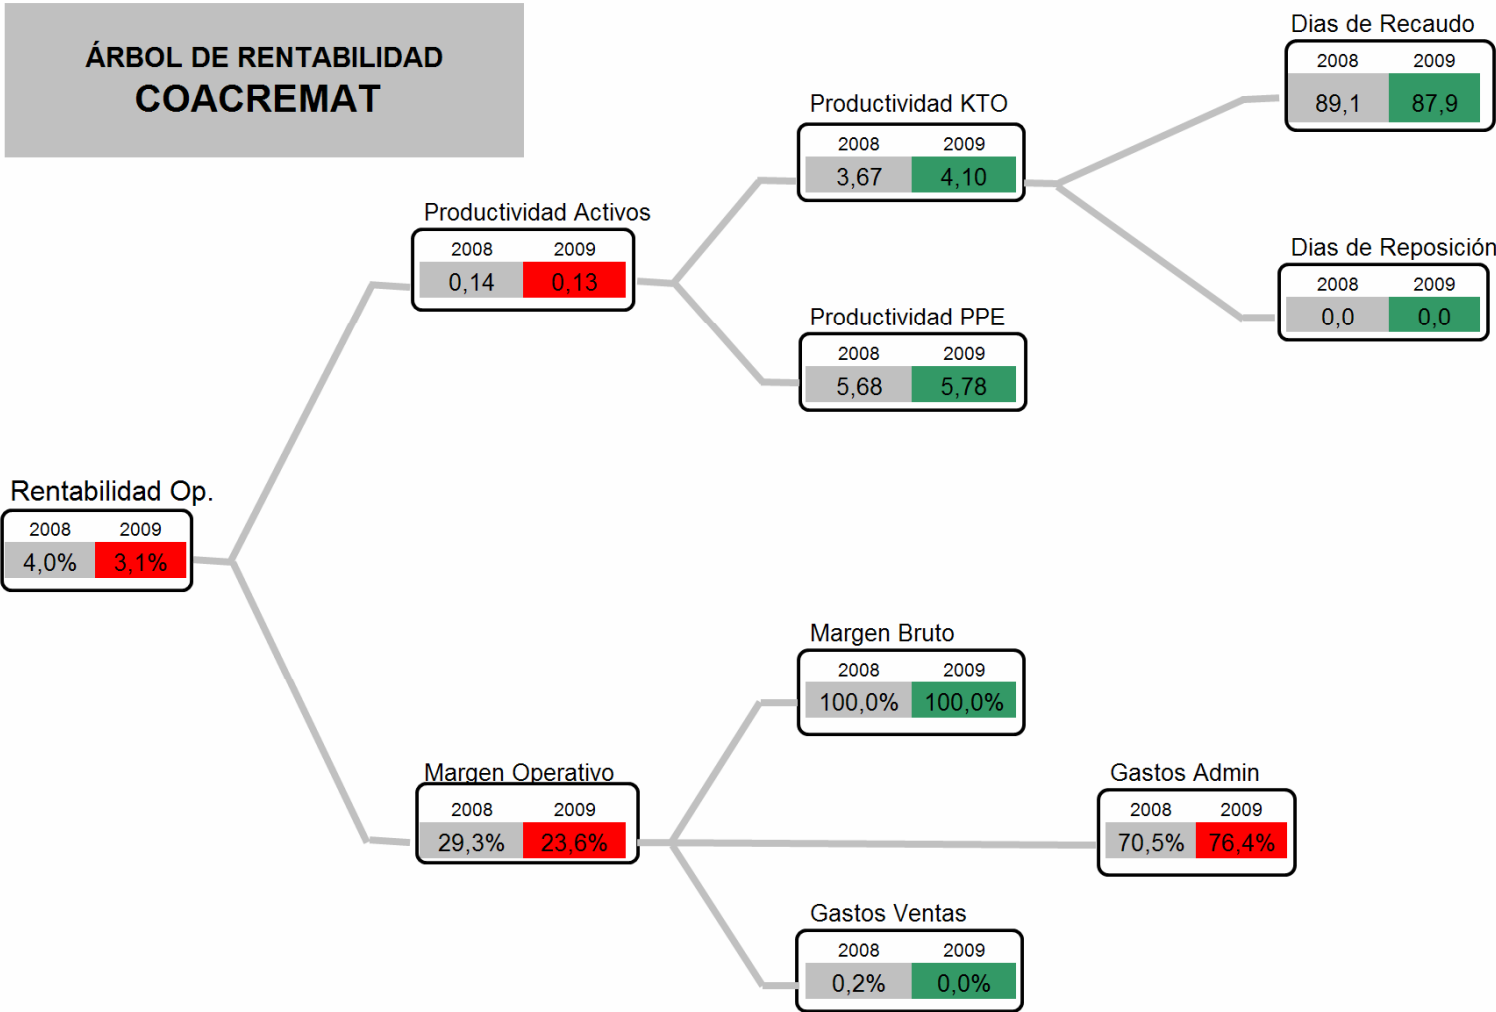 ÁRBOL DE RENTABILIDAD
COACREMAT
Dias de Recaudo
2008 2009
89,1 87,9
Productividad KTO
2008 2009
3,67 4,10
Productividad Activos
2008 2009
0,14 0,13
Dias de Reposición
2008 2009
0,0 0,0
Productividad PPE
2008 2009
5,68 5,78
Rentabilidad Op.
2008 2009
4,0% 3,1%
Margen Bruto
2008 2009
100,0% 100,0%
Margen Operativo
2008 2009
29,3% 23,6%
Gastos Admin
2008 2009
70,5% 76,4%
Gastos Ventas
2008 2009
0,2% 0,0%